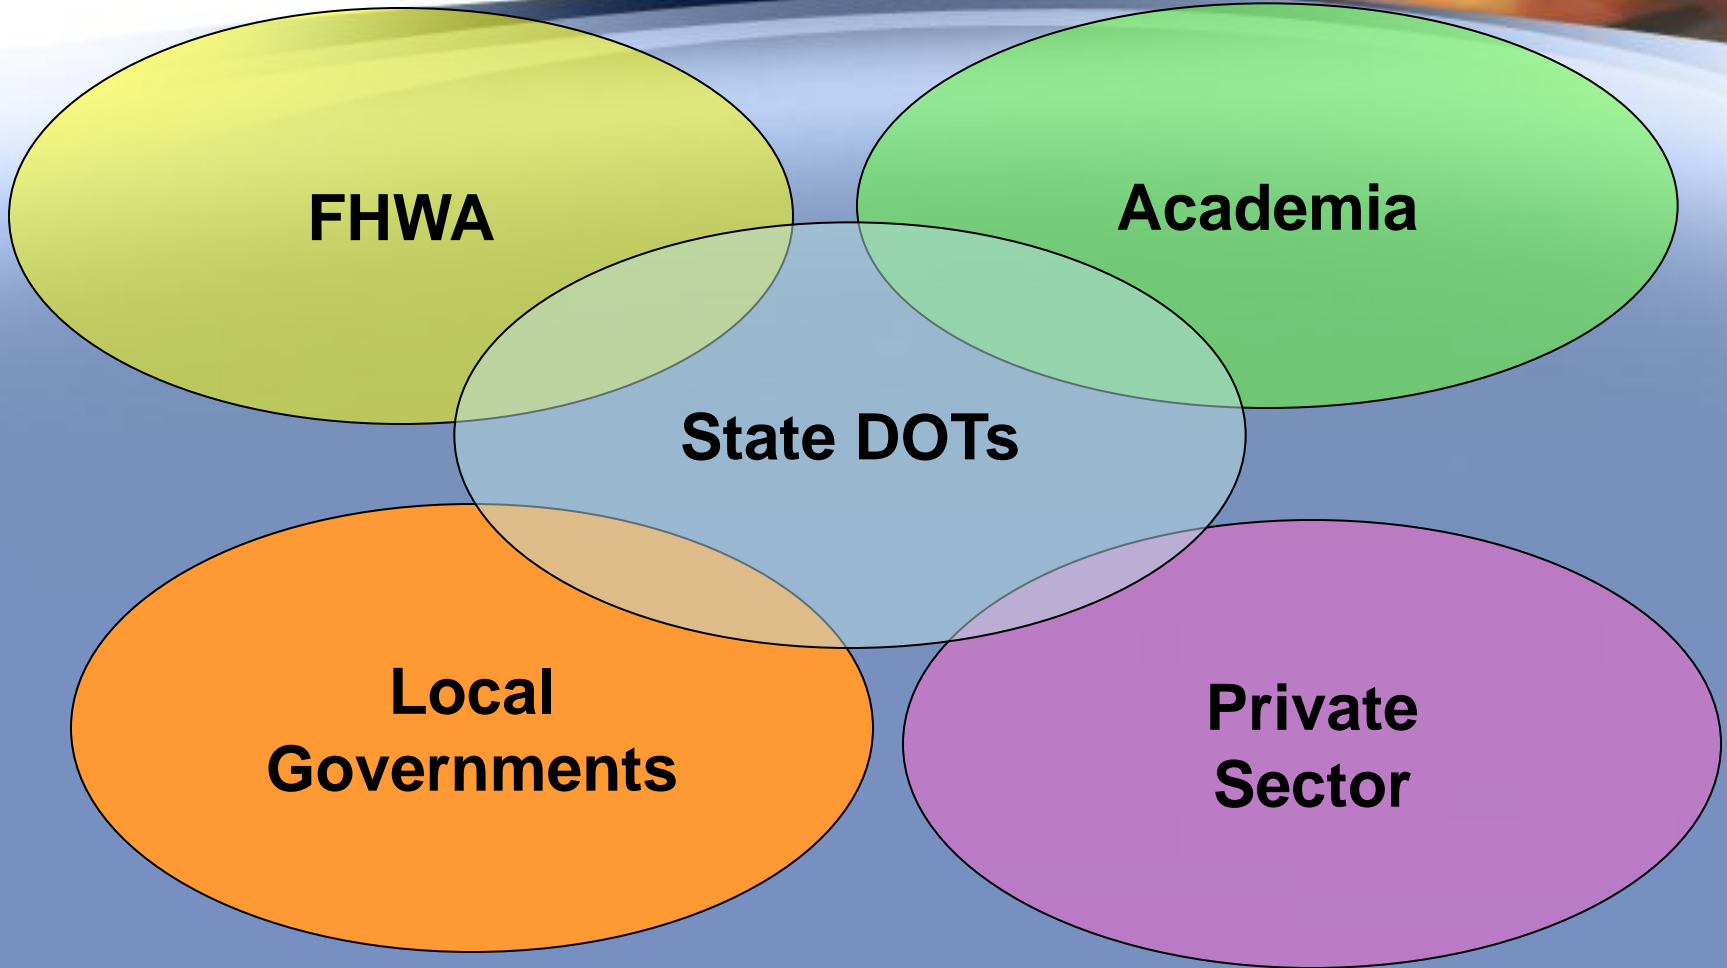 FHWA
Academia
State DOTs
Local
Governments
Private
Sector